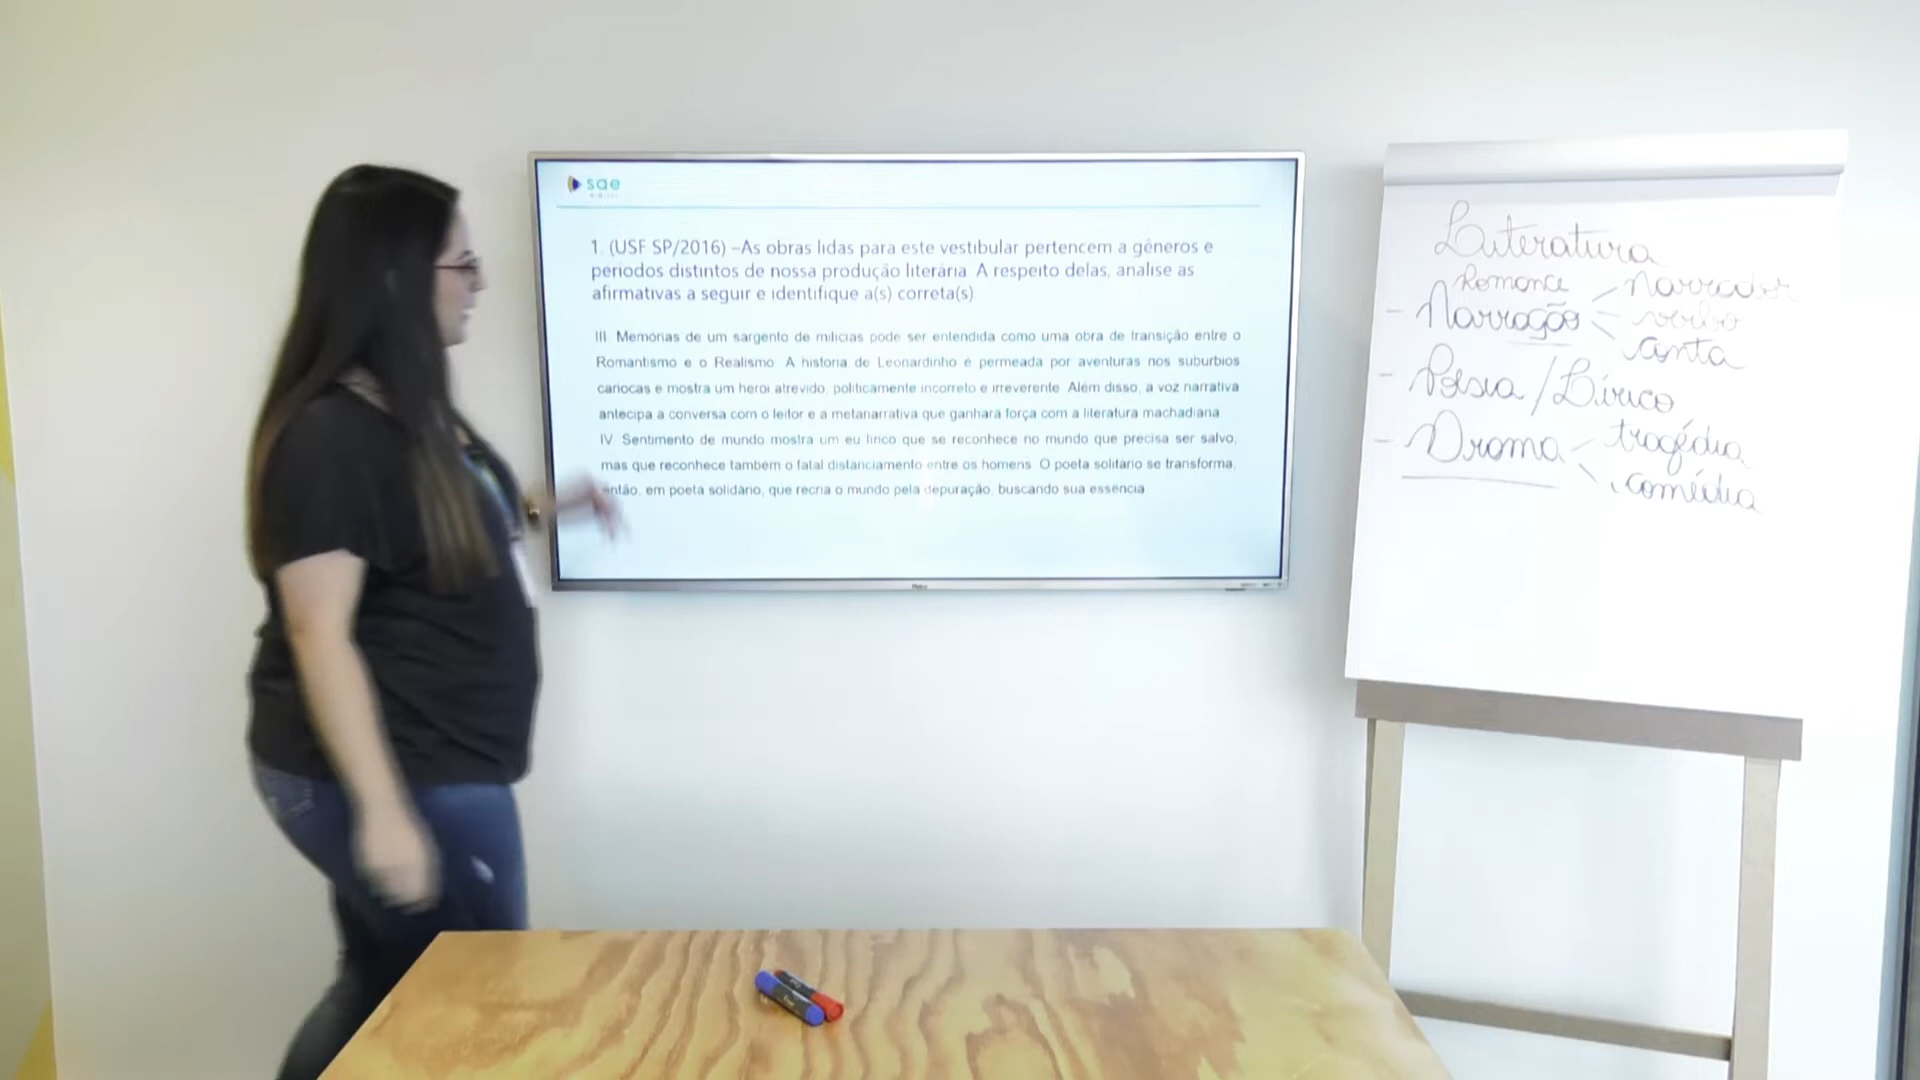 sae
1. (USF SP/2016) –As obras lidas para este vestibular pertencem a gêneros e
períodos distintos de nossa produção literária. A respeito delas, analise as
afirmativas a seguir e identifique a(s) correta(s)
III. Memórias de um sargento de milícias pode ser entendida como uma obra de transição entre o
Romantismo e o Realismo. A história de Leonardinho é permeada por aventuras nos subúrbios
cariocas e mostra um herói atrevido, politicamente incorreto e irreverente. Além disso, a voz narrativa
antecipa a conversa com o leitor e a metanarrativa que ganhará força com a literatura machadiana.
IV. Sentimento de mundo mostra um eu lírico que se reconhece no mundo que precisa ser salvo,
mas que reconhece também o fatal distanciamento entre os homens. O poeta solitário se transforma,
então, em poeta solidário, que recria o mundo pela depuração, buscando sua essência.
Literatura
Romance
- Narração
narrador
verbo
conta
- Poesia/Lírico
- Drama
tragédia
comédia